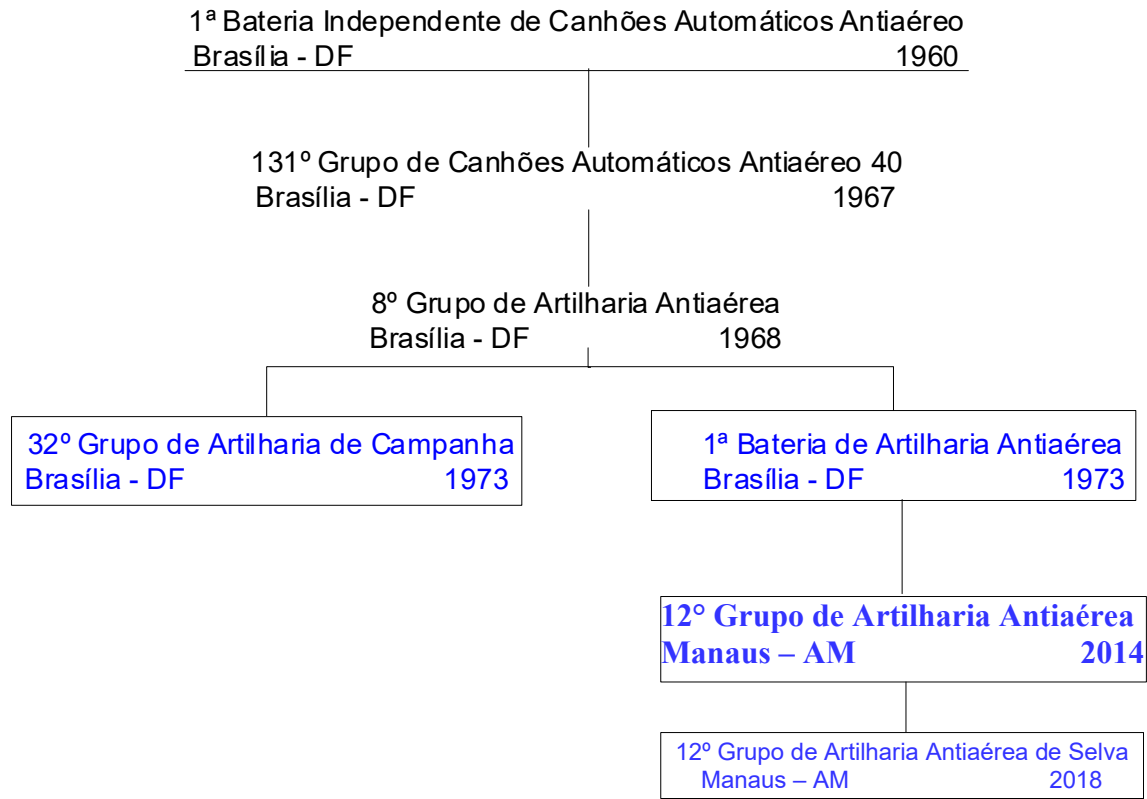 1ª Bateria Independente de Canhões Automáticos Antiaéreo
Brasília - DF 1960
131º Grupo de Canhões Automáticos Antiaéreo 40
Brasília - DF 1967
8º Grupo de Artilharia Antiaérea
Brasília - DF 1968
32º Grupo de Artilharia de Campanha
Brasília - DF 1973
1ª Bateria de Artilharia Antiaérea
Brasília - DF 1973
12° Grupo de Artilharia Antiaérea
Manaus – AM 2014
12º Grupo de Artilharia Antiaérea de Selva
Manaus – AM 2018